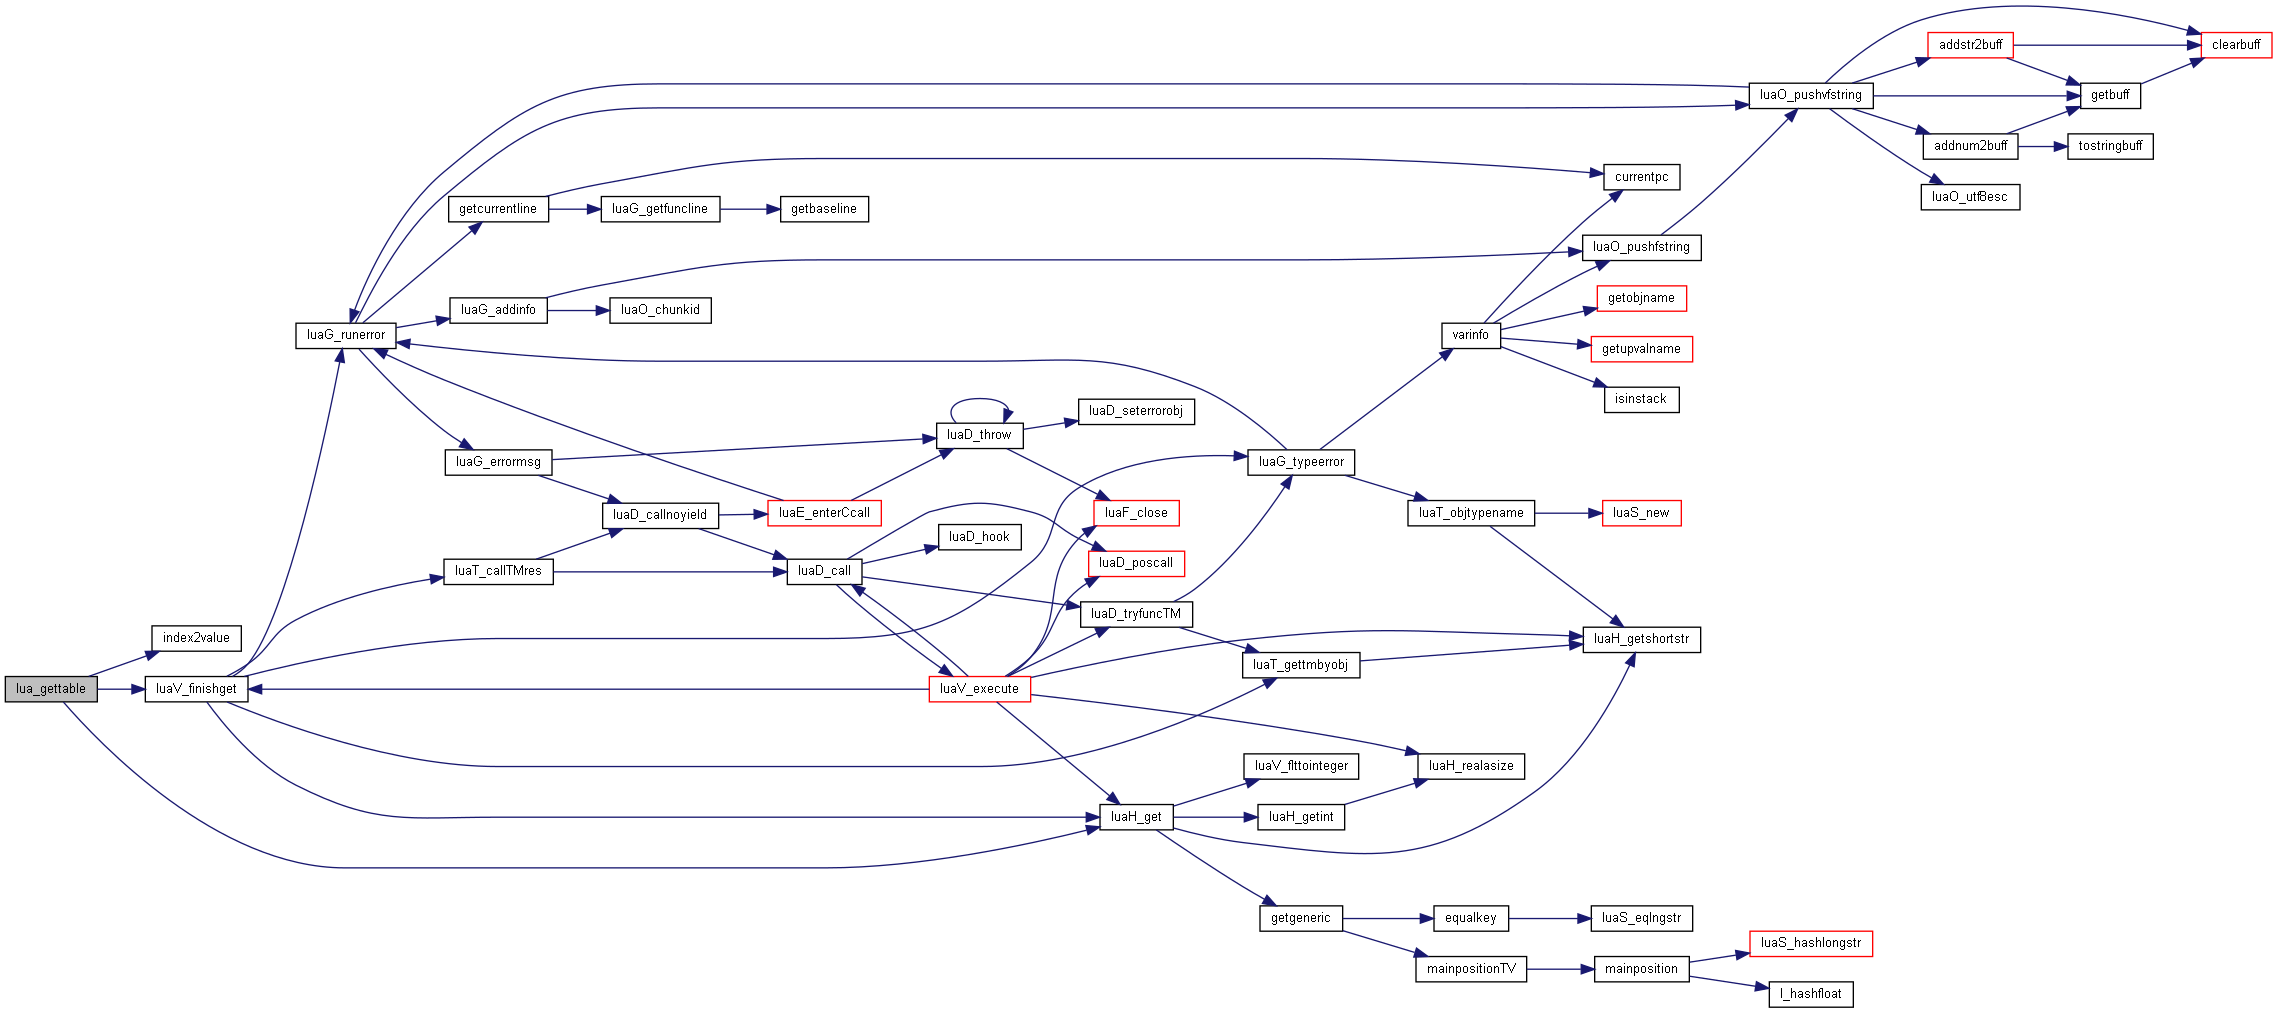 addstr2buff
clearbuff
luaO_pushvfstring
getbuff
addnum2buff
tostringbuff
currentpc
luaO_utf8esc
getcurrentline
luaG_getfuncline
getbaseline
luaO_pushfstring
getobjname
luaG_addinfo
luaO_chunkid
luaG_runerror
varinfo
getupvalname
isinstack
luaD_seterrorobj
luaD_throw
luaG_errormsg
luaG_typeerror
luaD_callnoyield
luaE_enterCcall
luaF_close
luaT_objtypename
luaS_new
luaD_hook
luaD_poscall
luaT_callTMres
luaD_call
luaD_tryfuncTM
index2value
luaH_getshortstr
luaT_gettmbyobj
lua_gettable
luaV_finishget
luaV_execute
luaV_flttointeger
luaH_realasize
luaH_get
luaH_getint
getgeneric
equalkey
luaS_eqlngstr
luaS_hashlongstr
mainpositionTV
mainposition
l_hashfloat